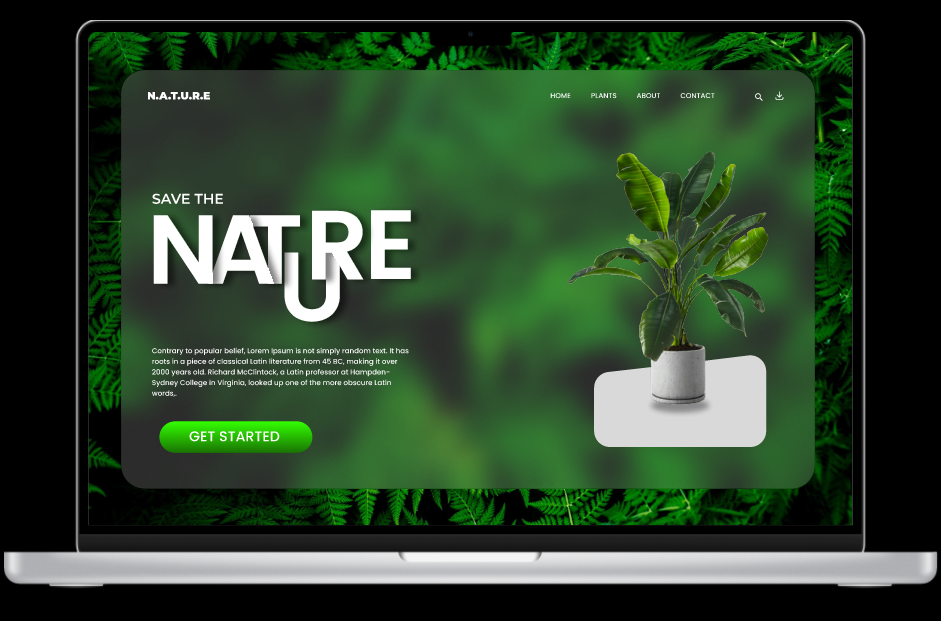 N.A.T.U.R.E
HOME PLANTS ABOUT CONTACT
SAVE THE
NATURE
Contrary to popular belief, Lorem Ipsum is not simply random text. It has
roots in a piece of classical Latin literature from 45 BC, making it over
2000 years old. Richard McClintock, a Latin professor at Hampden-
Sydney College in Virginia, looked up one of the more obscure Latin
words,.
GET STARTED